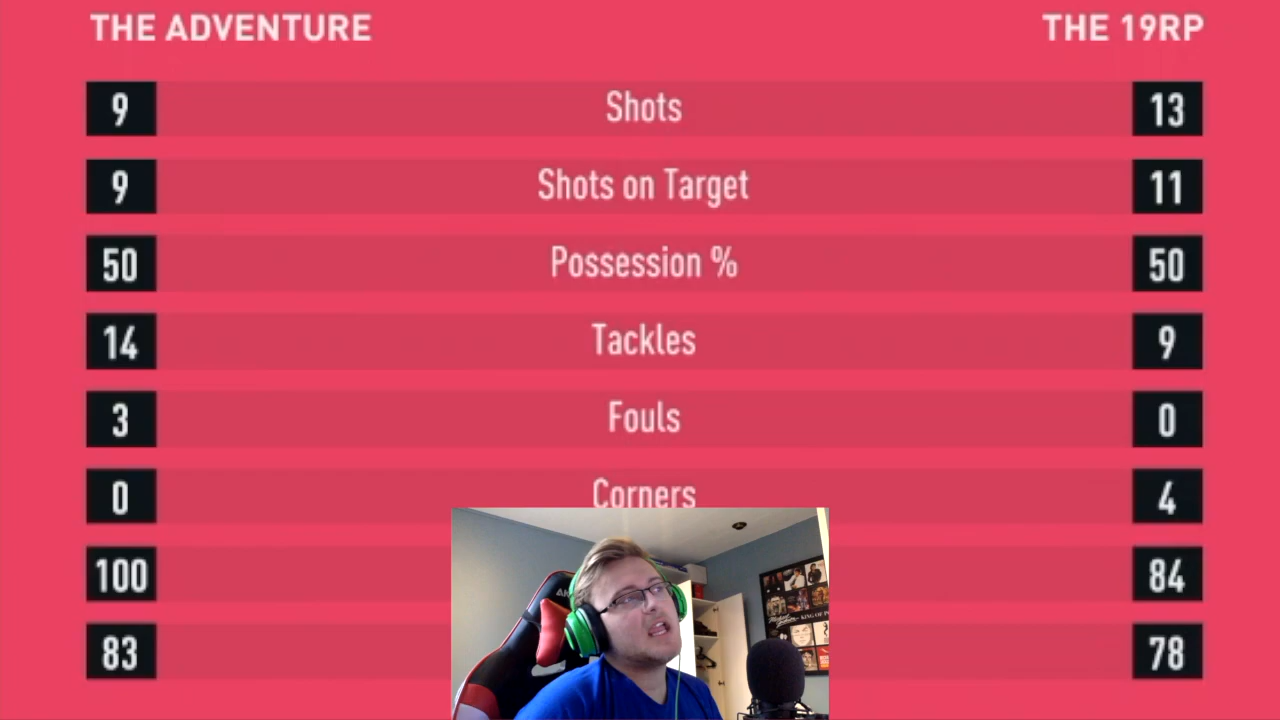 THE ADVENTURE THE 19RP
9 Shots 13
9 Shots on Target 11
50 Possession % 50
14 Tackles 9
3 Fouls 0
0 Corners 4
100 84
83 78